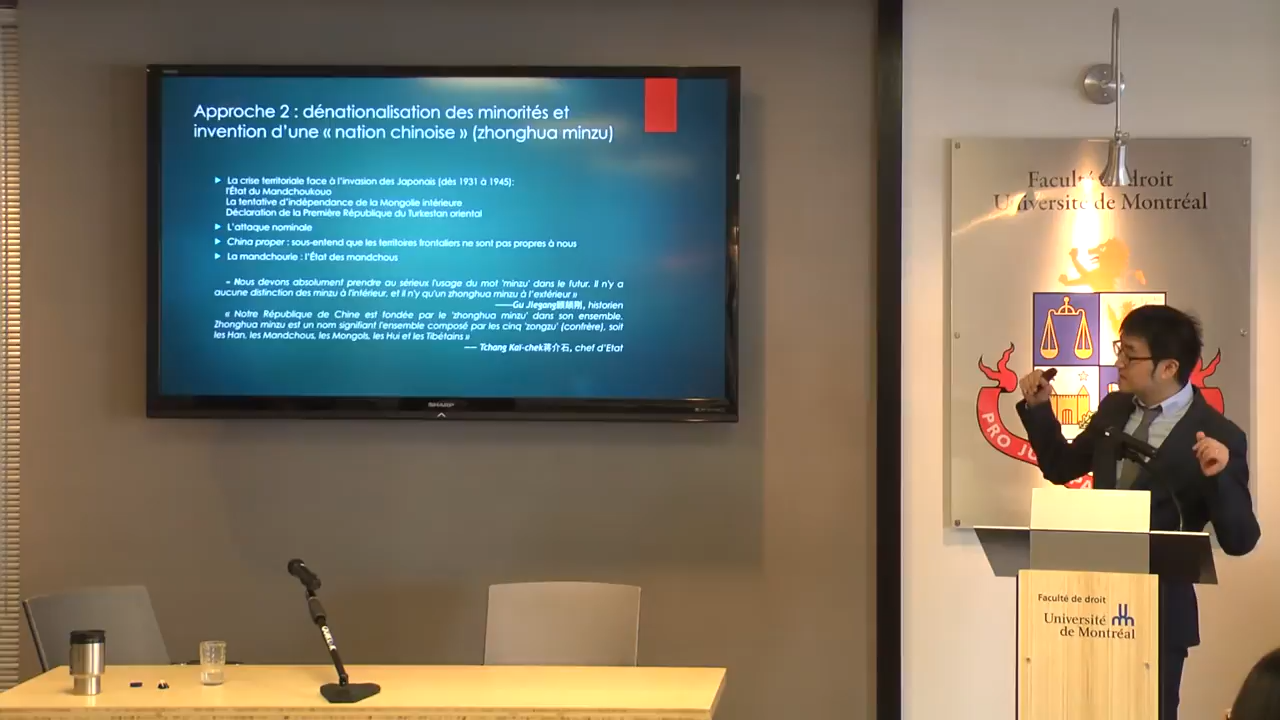 Approche 2 : dénationalisation des minorités et
invention d'une « nation chinoise » (zhonghua minzu)
La crise territoriale face à l'invasion des Japonais (dès 1931 à 1945):
l'État du Mandchoukouo
La tentative d'indépendance de la Mongolie intérieure
Déclaration de la Première République du Turkestan oriental
L'attaque nominale
China proper : sous-entend que les territoires frontaliers ne sont pas propres à nous
La mandchourie : l'État des mandchous
« Nous devons absolument prendre au sérieux l'usage du mot 'minzu' dans le futur. Il n'y a
aucune distinction des minzu à l'intérieur, et il n'y qu'un zhonghua minzu à l'extérieur »
——Gu Jiegang顾颉刚, historien
« Notre République de Chine est fondée par le 'zhonghua minzu' dans son ensemble.
Zhonghua minzu est un nom signifiant l'ensemble composé par les cinq 'zongzu' (confrère), soit
les Han, les Mandchous, les Mongols, les Hui et les Tibétains »
—— Tchang Kaï-chek蒋介石, chef d'Etat
SHARP
Faculté de droit
Université de Montréal
PRO JU
Faculté de droit
Université
de Montréal